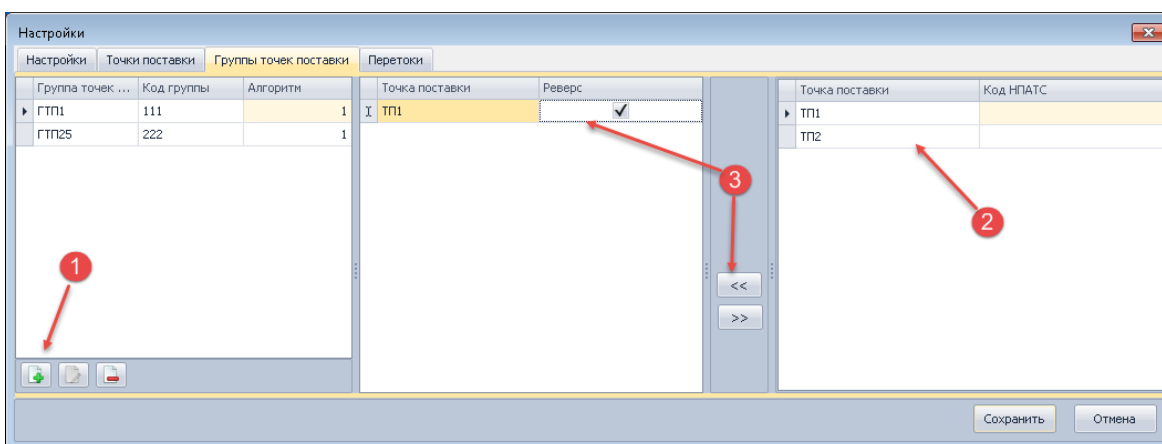 Настройки
Настройки Точки поставки Группы точек поставки Перетоки
Группа точек ... Код группы Алгоритм Точка поставки Реверс Точка поставки Код НПАТС
ГТП1 111 1 ТП1 ТП1
ГТП25 222 1 ТП2
3
2
1
<<
>>
Сохранить Отмена